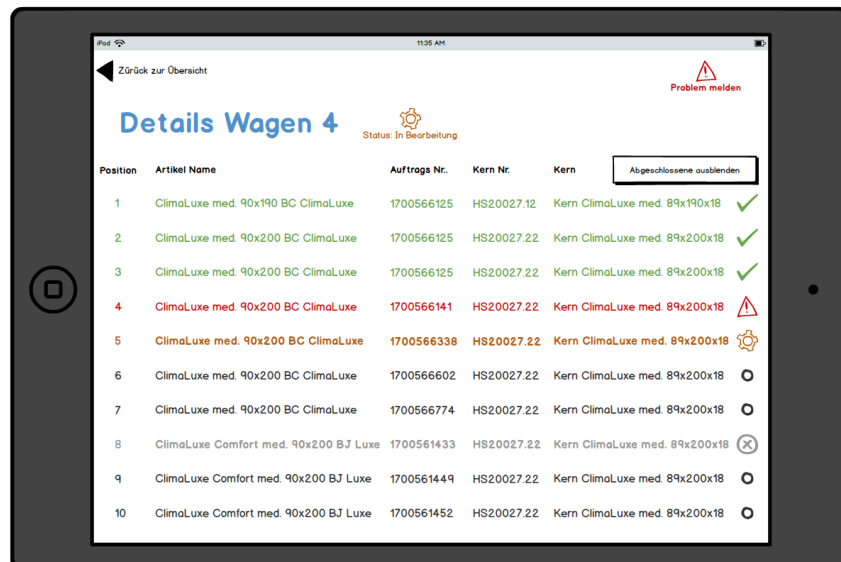 iPad 11:35 AM
Zürück zur Übersicht
Problem melden
Details Wagen 4
Status: In Bearbeitung
Position Artikel Name Auftrags Nr.. Kern Nr. Kern Abgeschlossene ausblenden
1 ClimaLuxe med. 90x190 BC ClimaLuxe 1700566125 HS20027.12 Kern ClimaLuxe med. 89x190x18
2 ClimaLuxe med. 90x200 BC ClimaLuxe 1700566125 HS20027.22 Kern ClimaLuxe med. 89x200x18
3 ClimaLuxe med. 90x200 BC ClimaLuxe 1700566125 HS20027.22 Kern ClimaLuxe med. 89x200x18
4 ClimaLuxe med. 90x200 BC ClimaLuxe 1700566141 HS20027.22 Kern ClimaLuxe med. 89x200x18
5 ClimaLuxe med. 90x200 BC ClimaLuxe 1700566338 HS20027.22 Kern ClimaLuxe med. 89x200x18
6 ClimaLuxe med. 90x200 BC ClimaLuxe 1700566602 HS20027.22 Kern ClimaLuxe med. 89x200x18
7 ClimaLuxe med. 90x200 BC ClimaLuxe 1700566774 HS20027.22 Kern ClimaLuxe med. 89x200x18
8 ClimaLuxe Comfort med. 90x200 BJ Luxe 1700561433 HS20027.22 Kern ClimaLuxe med. 89x200x18
9 ClimaLuxe Comfort med. 90x200 BJ Luxe 1700561449 HS20027.22 Kern ClimaLuxe med. 89x200x18
10 ClimaLuxe Comfort med. 90x200 BJ Luxe 1700561452 HS20027.22 Kern ClimaLuxe med. 89x200x18